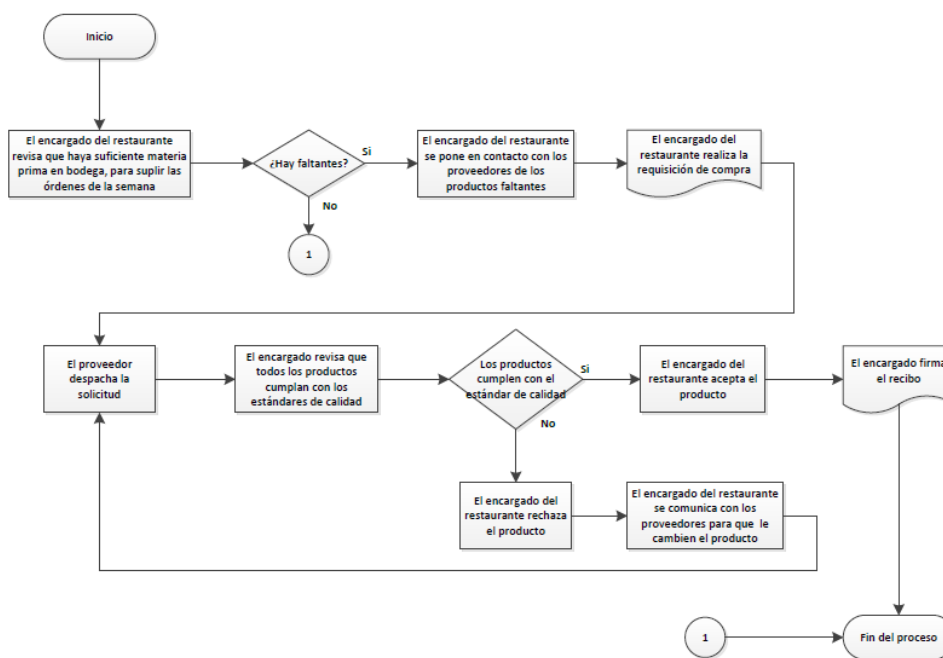 Inicio
El encargado del restaurante
revisa que haya suficiente materia
prima en bodega, para suplir las
órdenes de la semana
¿Hay faltantes?
Si
No
1
El encargado del restaurante
se pone en contacto con los
proveedores de los
productos faltantes
El encargado del
restaurante realiza la
requisición de compra
El proveedor
despacha la
solicitud
El encargado revisa que
todos los productos
cumplan con los
estándares de calidad
Los productos
cumplen con el
estándar de calidad
Si
No
El encargado del
restaurante acepta el
producto
El encargado firma
el recibo
El encargado del
restaurante rechaza
el producto
El encargado del restaurante
se comunica con los
proveedores para que le
cambien el producto
1
Fin del proceso